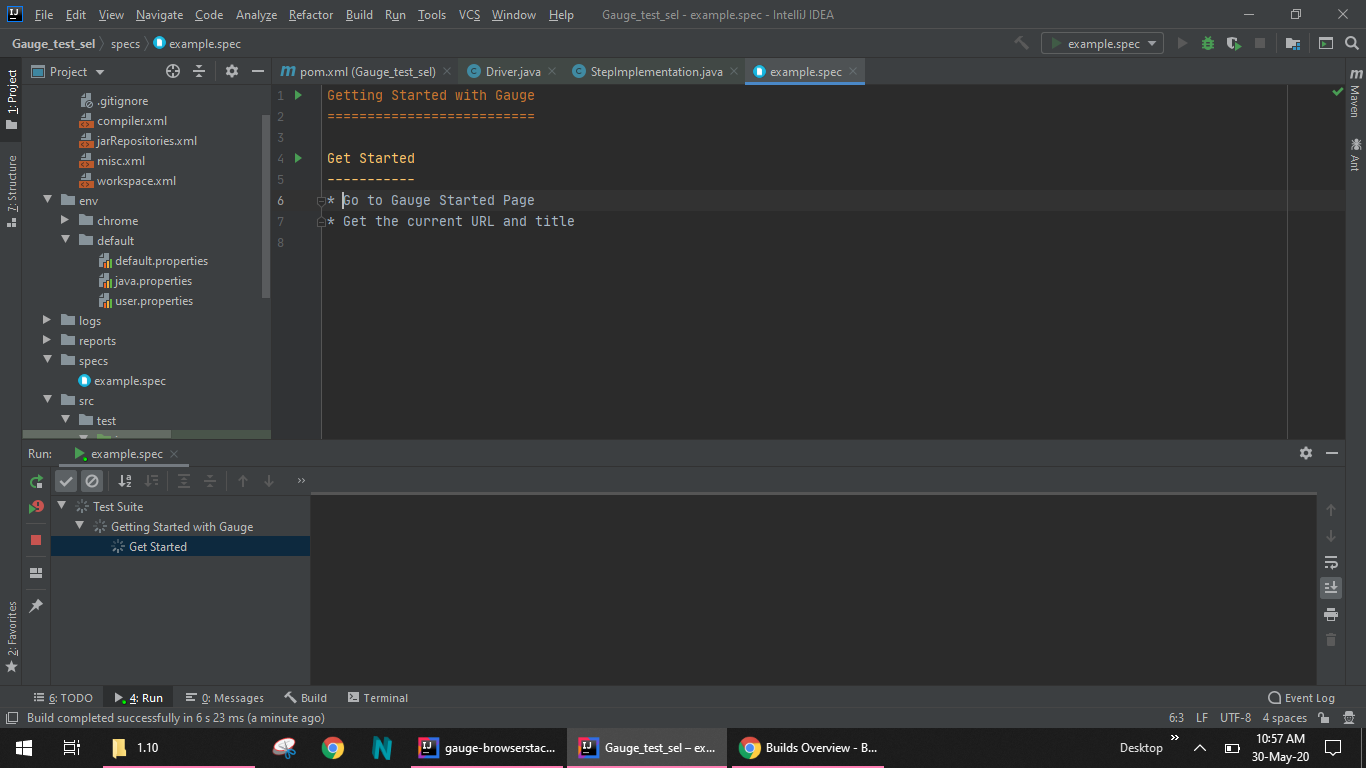 File Edit View Navigate Code Analyze Refactor Build Run Tools VCS Window Help Gauge_test_sel - example.spec - IntelliJ IDEA
Gauge_test_sel specs example.spec example.spec
1: Project
Project
pom.xml (Gauge_test_sel) Driver.java StepImplementation.java example.spec
.gitignore
compiler.xml
jarRepositories.xml
misc.xml
workspace.xml
env
chrome
default
default.properties
java.properties
user.properties
logs
reports
specs
example.spec
src
test
1 Getting Started with Gauge
2 ==========================
3
4 Get Started
5 -----------
6 * Go to Gauge Started Page
7 * Get the current URL and title
8
Maven
Ant
7: Structure
2: Favorites
Run: example.spec
Test Suite
Getting Started with Gauge
Get Started
6: TODO 4: Run 0: Messages Build Terminal Event Log
Build completed successfully in 6 s 23 ms (a minute ago) 6:3 LF UTF-8 4 spaces
1.10 gauge-browserstac... Gauge_test_sel – ex... Builds Overview - B... Desktop 10:57 AM
30-May-20